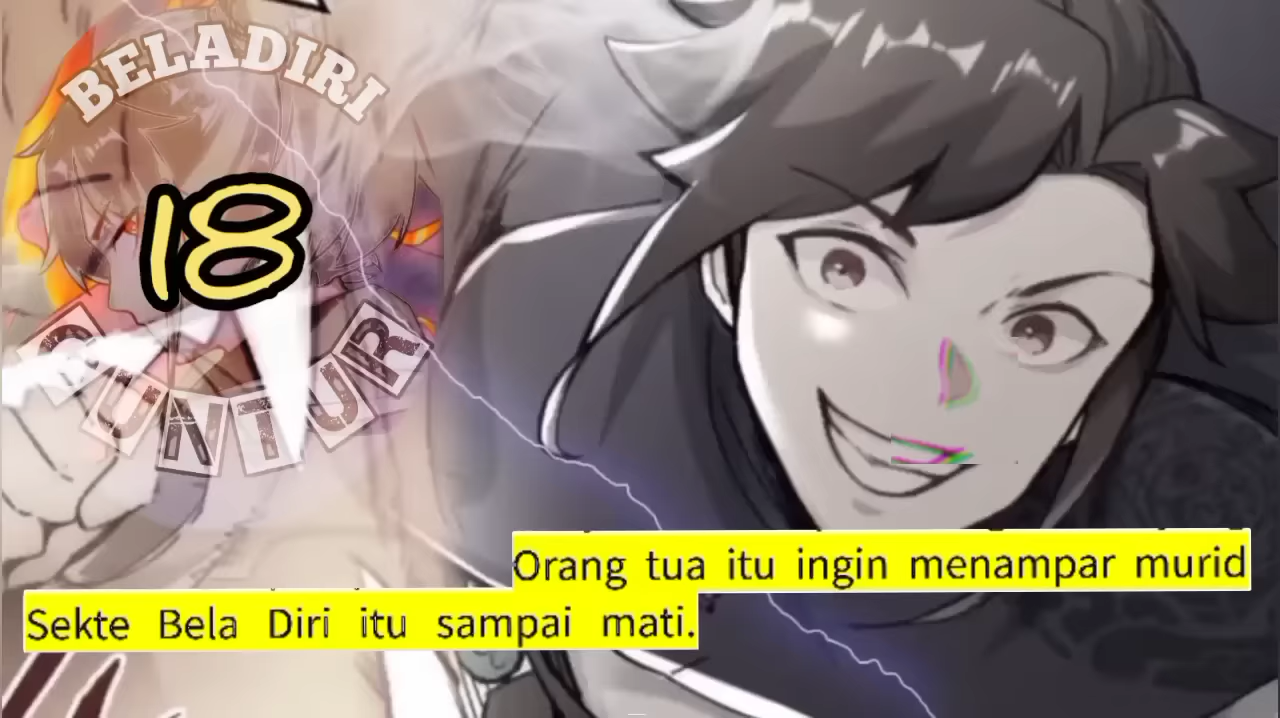 BELADIRI
18
GUNTUR
Orang tua itu ingin menampar murid
Sekte Bela Diri itu sampai mati.